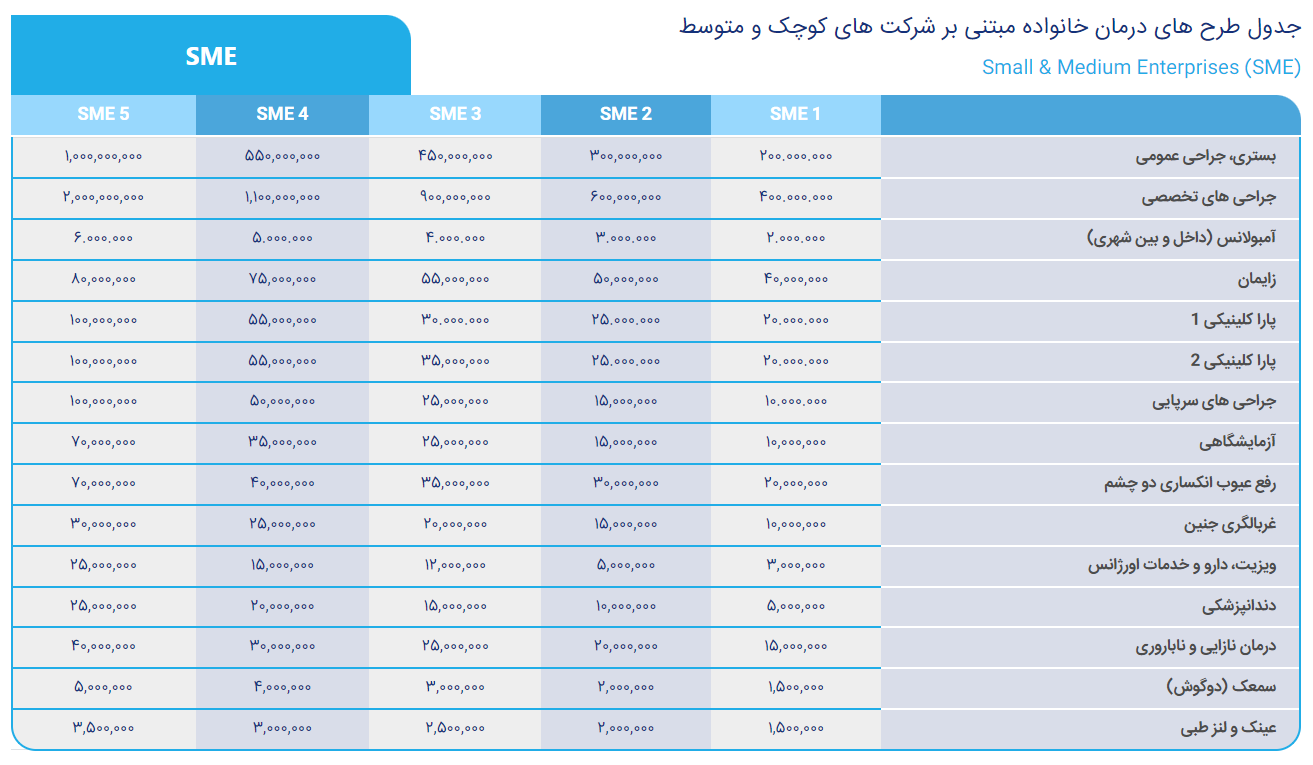 جدول طرح های درمان خانواده مبتنی بر شرکت های کوچک و متوسط
Small & Medium Enterprises (SME)
SME
SME 1 SME 2 SME 3 SME 4 SME 5
بستری، جراحی عمومی ۲۰۰.۰۰۰.۰۰۰ ۳۰۰,۰۰۰,۰۰۰ ۴۵۰,۰۰۰,۰۰۰ ۵۵۰,۰۰۰,۰۰۰ ۱,۰۰۰,۰۰۰,۰۰۰
جراحی های تخصصی ۴۰۰.۰۰۰.۰۰۰ ۶۰۰,۰۰۰,۰۰۰ ۹۰۰,۰۰۰,۰۰۰ ۱,۱۰۰,۰۰۰,۰۰۰ ۲,۰۰۰,۰۰۰,۰۰۰
آمبولانس (داخل و بین شهری) ۲.۰۰۰.۰۰۰ ۳.۰۰۰.۰۰۰ ۴.۰۰۰.۰۰۰ ۵.۰۰۰.۰۰۰ ۶.۰۰۰.۰۰۰
زایمان ۴۰,۰۰۰,۰۰۰ ۵۰,۰۰۰,۰۰۰ ۵۵,۰۰۰,۰۰۰ ۷۵,۰۰۰,۰۰۰ ۸۰,۰۰۰,۰۰۰
پارا کلینیکی 1 ۲۰.۰۰۰.۰۰۰ ۲۵.۰۰۰.۰۰۰ ۳۰.۰۰۰.۰۰۰ ۵۵,۰۰۰,۰۰۰ ۱۰۰,۰۰۰,۰۰۰
پارا کلینیکی 2 ۲۰.۰۰۰.۰۰۰ ۲۵.۰۰۰.۰۰۰ ۳۵,۰۰۰,۰۰۰ ۵۵,۰۰۰,۰۰۰ ۱۰۰,۰۰۰,۰۰۰
جراحی های سرپایی ۱۰.۰۰۰.۰۰۰ ۱۵,۰۰۰,۰۰۰ ۲۵,۰۰۰,۰۰۰ ۵۰,۰۰۰,۰۰۰ ۱۰۰,۰۰۰,۰۰۰
آزمایشگاهی ۱۰,۰۰۰,۰۰۰ ۱۵,۰۰۰,۰۰۰ ۲۵,۰۰۰,۰۰۰ ۳۵,۰۰۰,۰۰۰ ۷۰,۰۰۰,۰۰۰
رفع عیوب انکساری دو چشم ۲۰,۰۰۰,۰۰۰ ۳۰,۰۰۰,۰۰۰ ۳۵,۰۰۰,۰۰۰ ۴۰,۰۰۰,۰۰۰ ۷۰,۰۰۰,۰۰۰
غربالگری جنین ۱۰,۰۰۰,۰۰۰ ۱۵,۰۰۰,۰۰۰ ۲۰,۰۰۰,۰۰۰ ۲۵,۰۰۰,۰۰۰ ۳۰,۰۰۰,۰۰۰
ویزیت، دارو و خدمات اورژانس ۳,۰۰۰,۰۰۰ ۵,۰۰۰,۰۰۰ ۱۲,۰۰۰,۰۰۰ ۱۵,۰۰۰,۰۰۰ ۲۵,۰۰۰,۰۰۰
دندانپزشکی ۵,۰۰۰,۰۰۰ ۱۰,۰۰۰,۰۰۰ ۱۵,۰۰۰,۰۰۰ ۲۰,۰۰۰,۰۰۰ ۲۵,۰۰۰,۰۰۰
درمان نازایی و ناباروری ۱۵,۰۰۰,۰۰۰ ۲۰,۰۰۰,۰۰۰ ۲۵,۰۰۰,۰۰۰ ۳۰,۰۰۰,۰۰۰ ۴۰,۰۰۰,۰۰۰
سمعک (دوگوش) ۱,۵۰۰,۰۰۰ ۲,۰۰۰,۰۰۰ ۳,۰۰۰,۰۰۰ ۴,۰۰۰,۰۰۰ ۵,۰۰۰,۰۰۰
عینک و لنز طبی ۱,۵۰۰,۰۰۰ ۲,۰۰۰,۰۰۰ ۲,۵۰۰,۰۰۰ ۳,۰۰۰,۰۰۰ ۳,۵۰۰,۰۰۰